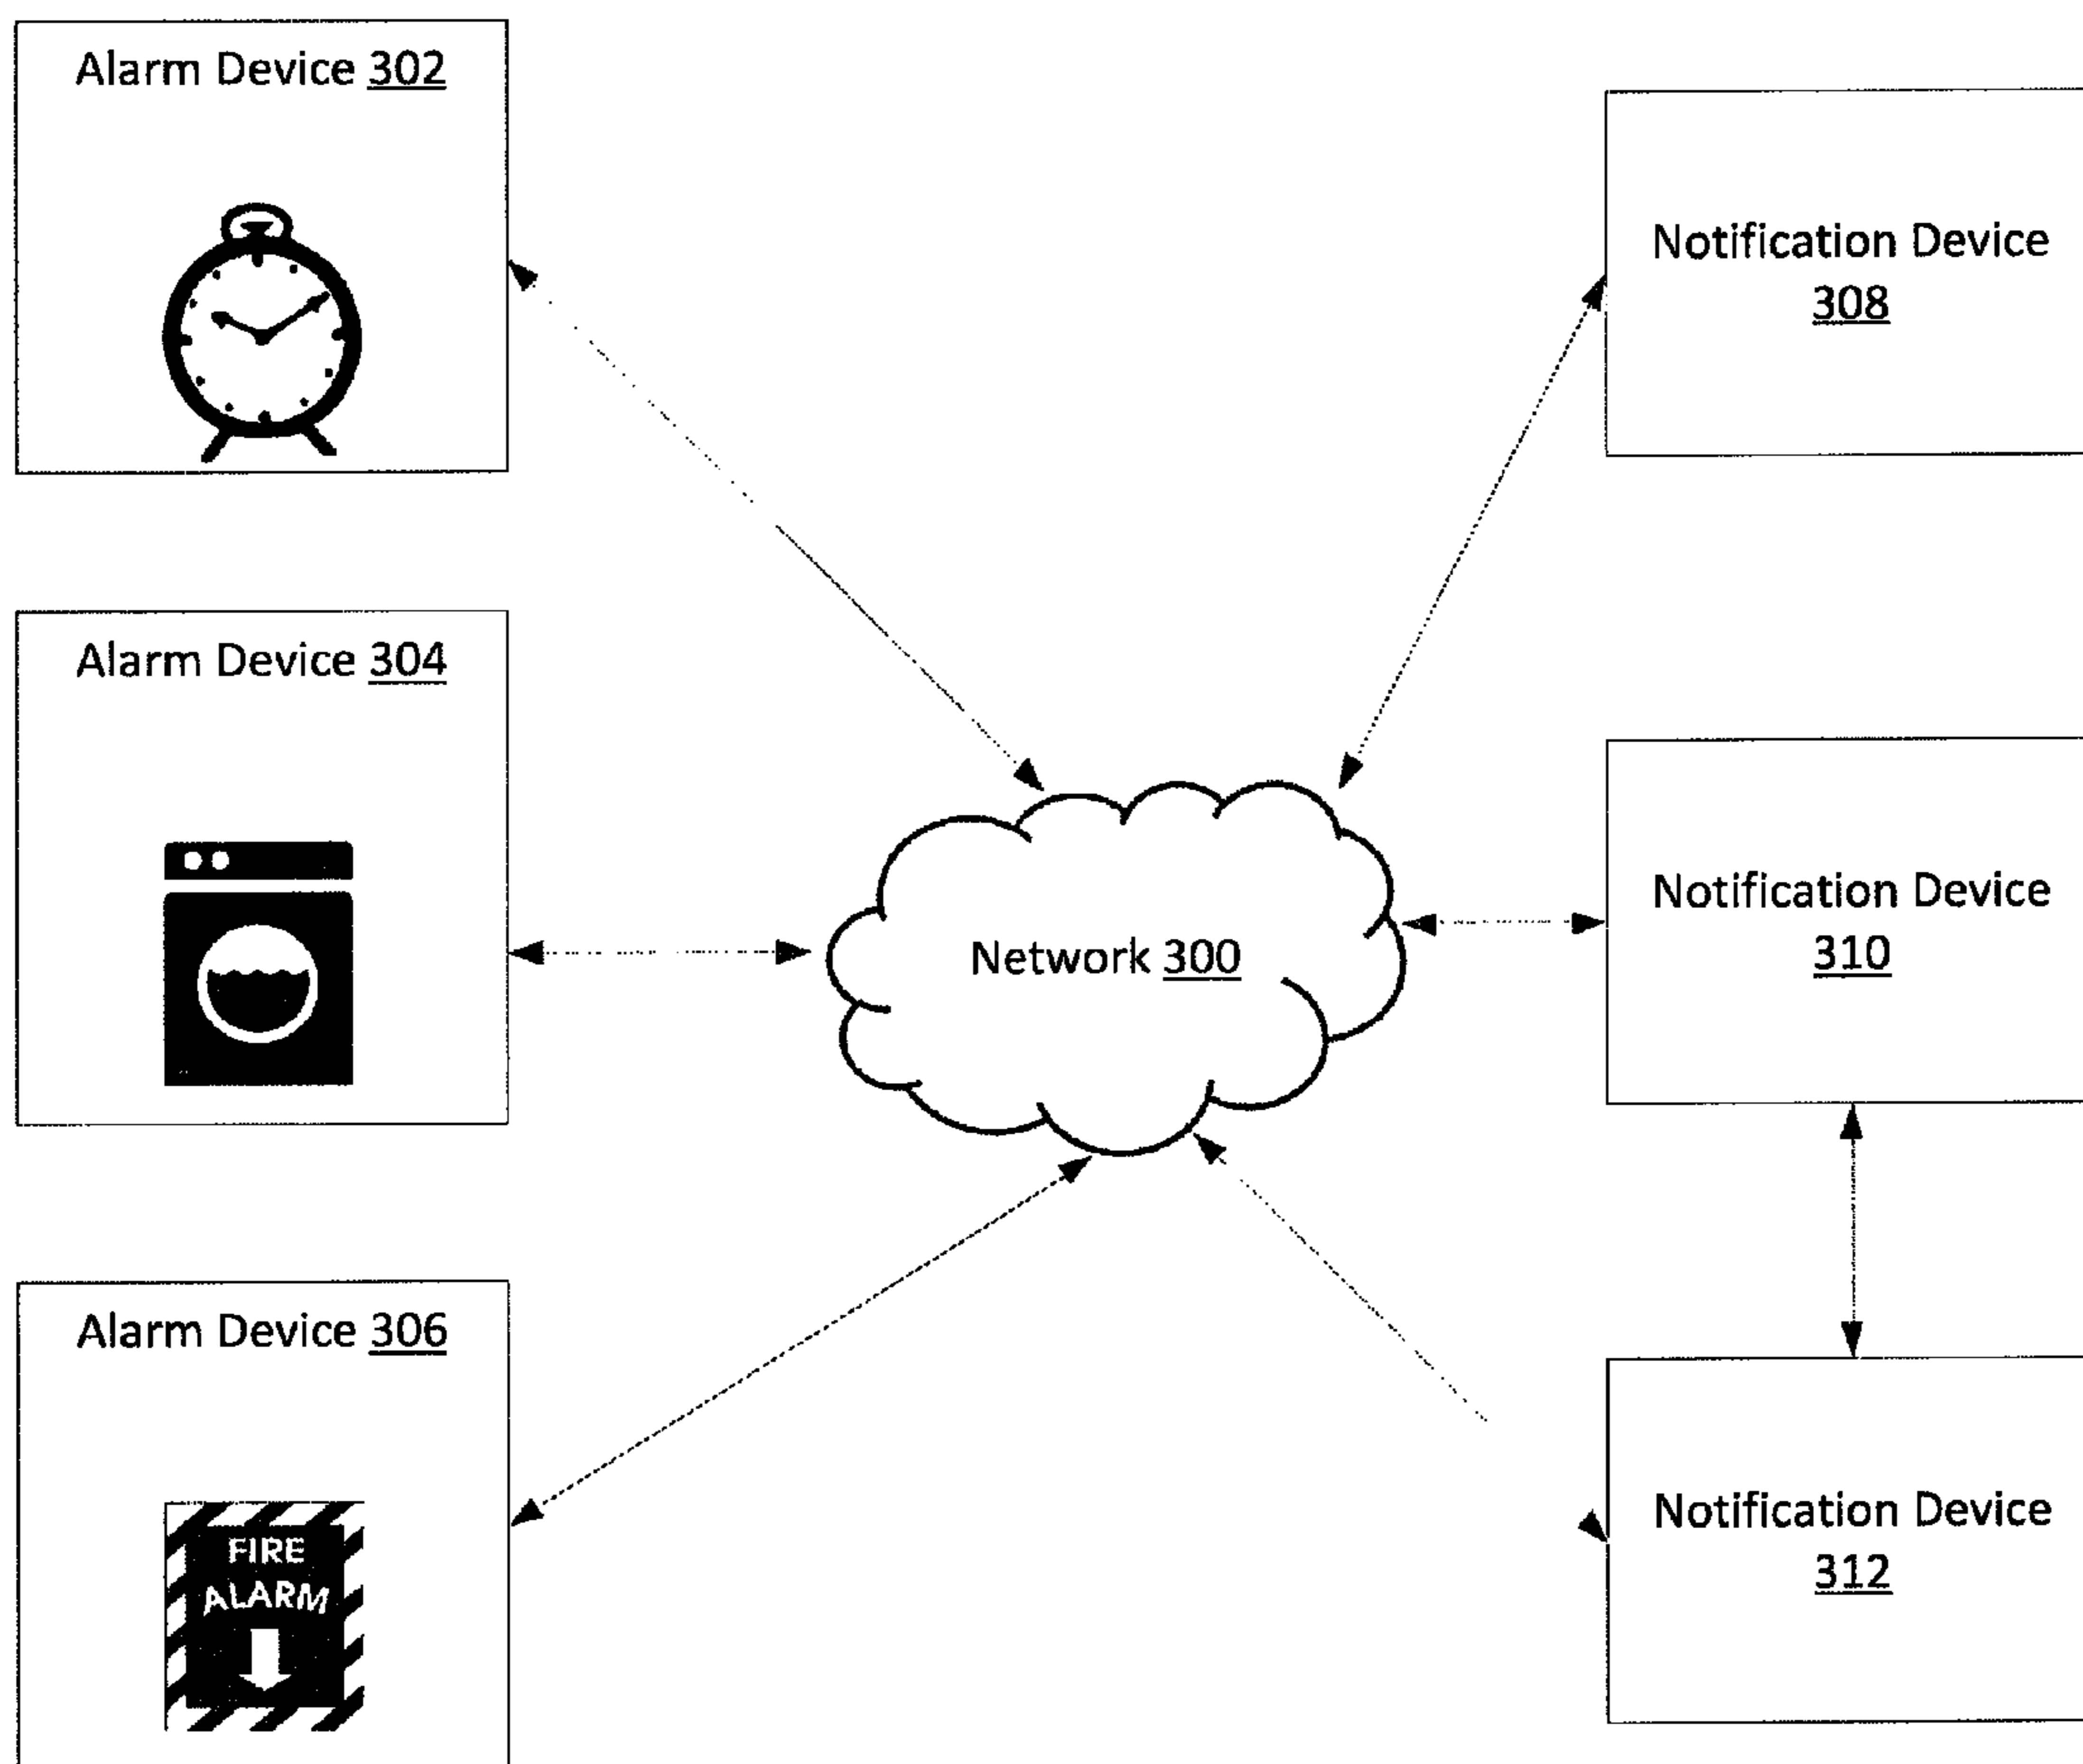 Alarm Device 302
Notification Device
308
Alarm Device 304
Notification Device
310
Network 300
Alarm Device 306
FIRE
ALARM
Notification Device
312